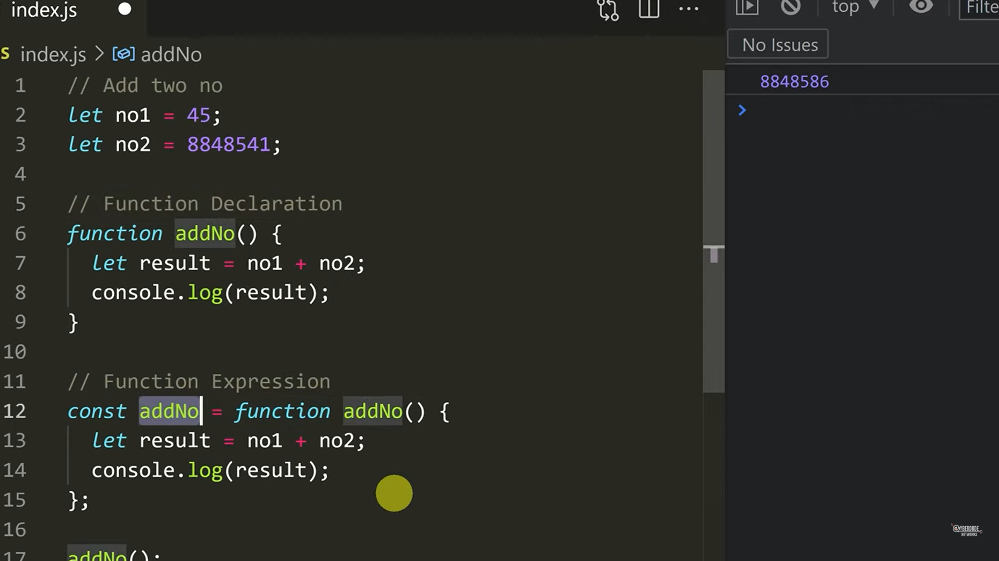 index.js
top
Filte
index.js > addNo
No Issues
8848586
1 // Add two no
2 let no1 = 45;
3 let no2 = 8848541;
4
5 // Function Declaration
6 function addNo() {
7 let result = no1 + no2;
8 console.log(result);
9 }
10
11 // Function Expression
12 const addNo = function addNo() {
13 let result = no1 + no2;
14 console.log(result);
15 };
16
17 addNo();
CYBERDUDE
NETWORKS